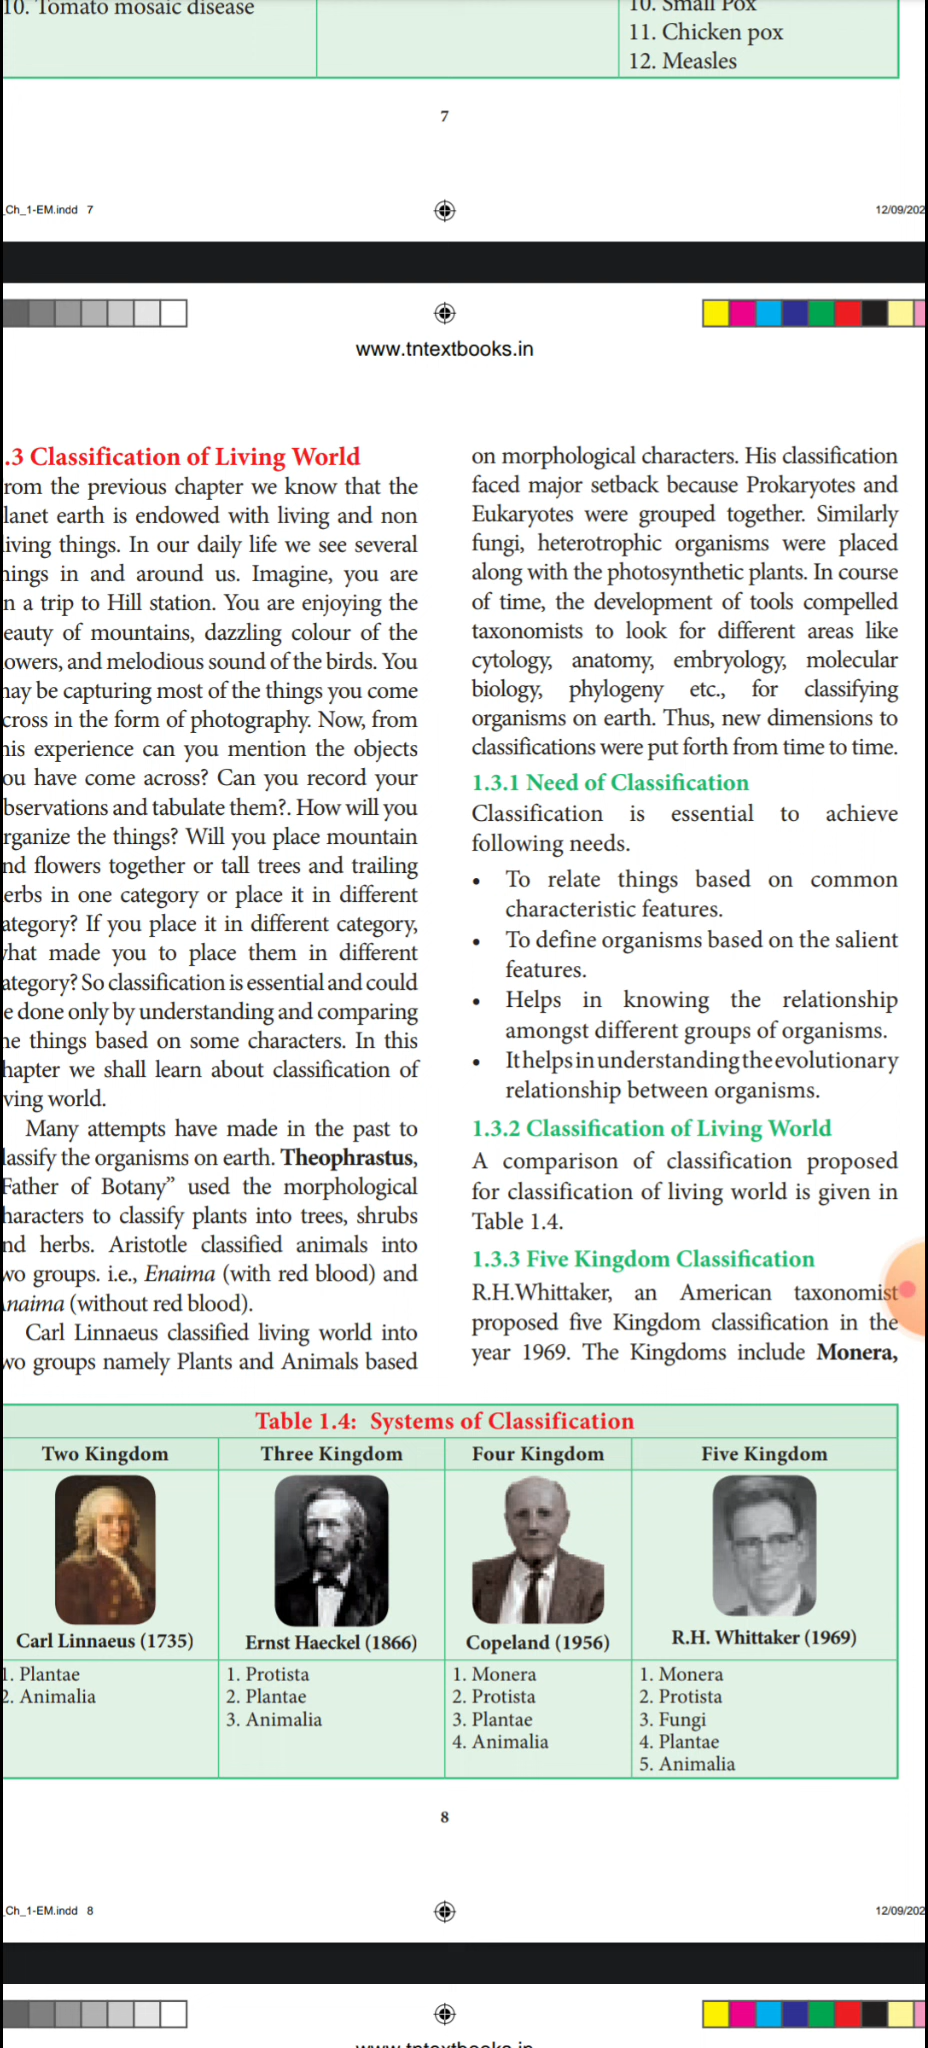 10. Tomato mosaic disease
10. Small Pox
11. Chicken pox
12. Measles
7
_Ch_1-EM.indd 7
12/09/202
www.tntextbooks.in
.3 Classification of Living World
rom the previous chapter we know that the
lanet earth is endowed with living and non
iving things. In our daily life we see several
hings in and around us. Imagine, you are
n a trip to Hill station. You are enjoying the
eauty of mountains, dazzling colour of the
owers, and melodious sound of the birds. You
may be capturing most of the things you come
cross in the form of photography. Now, from
his experience can you mention the objects
ou have come across? Can you record your
bservations and tabulate them?. How will you
rganize the things? Will you place mountain
nd flowers together or tall trees and trailing
erbs in one category or place it in different
ategory? If you place it in different category,
what made you to place them in different
ategory? So classification is essential and could
e done only by understanding and comparing
he things based on some characters. In this
hapter we shall learn about classification of
ving world.
Many attempts have made in the past to
lassify the organisms on earth. Theophrastus,
Father of Botany” used the morphological
haracters to classify plants into trees, shrubs
nd herbs. Aristotle classified animals into
wo groups. i.e., Enaima (with red blood) and
naima (without red blood).
Carl Linnaeus classified living world into
wo groups namely Plants and Animals based
on morphological characters. His classification
faced major setback because Prokaryotes and
Eukaryotes were grouped together. Similarly
fungi, heterotrophic organisms were placed
along with the photosynthetic plants. In course
of time, the development of tools compelled
taxonomists to look for different areas like
cytology, anatomy, embryology, molecular
biology, phylogeny etc., for classifying
organisms on earth. Thus, new dimensions to
classifications were put forth from time to time.
1.3.1 Need of Classification
Classification is essential to achieve
following needs.
• To relate things based on common
characteristic features.
• To define organisms based on the salient
features.
• Helps in knowing the relationship
amongst different groups of organisms.
• It helps in understanding the evolutionary
relationship between organisms.
1.3.2 Classification of Living World
A comparison of classification proposed
for classification of living world is given in
Table 1.4.
1.3.3 Five Kingdom Classification
R.H.Whittaker, an American taxonomist
proposed five Kingdom classification in the
year 1969. The Kingdoms include Monera,
Table 1.4: Systems of Classification
Two Kingdom
Three Kingdom
Four Kingdom
Five Kingdom
Carl Linnaeus (1735)
Ernst Haeckel (1866)
Copeland (1956)
R.H. Whittaker (1969)
1. Plantae
2. Animalia
1. Protista
2. Plantae
3. Animalia
1. Monera
2. Protista
3. Plantae
4. Animalia
1. Monera
2. Protista
3. Fungi
4. Plantae
5. Animalia
8
_Ch_1-EM.indd 8
12/09/202
www.tntextbooks.in